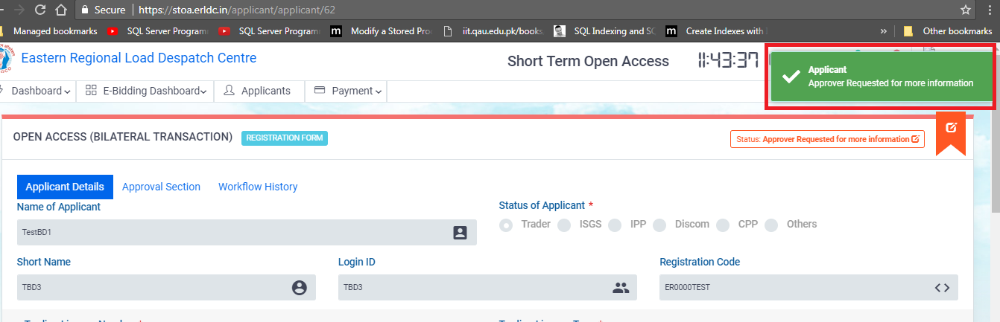 Secure https://stoa.erldc.in/applicant/applicant/62
Managed bookmarks SQL Server Program SQL Server Program Modify a Stored Pro iit.qau.edu.pk/books SQL Indexing and SQ Create Indexes with » Other bookmarks
Eastern Regional Load Despatch Centre Short Term Open Access 11:43:37
Applicant
Approver Requested for more information
Dashboard E-Bidding Dashboard Applicants Payment
OPEN ACCESS (BILATERAL TRANSACTION) REGISTRATION FORM Status: Approver Requested for more information
Applicant Details Approval Section Workflow History
Name of Applicant Status of Applicant *
TestBD1 Trader ISGS IPP Discom CPP Others
Short Name Login ID Registration Code
TBD3 TBD3 ER0000TEST